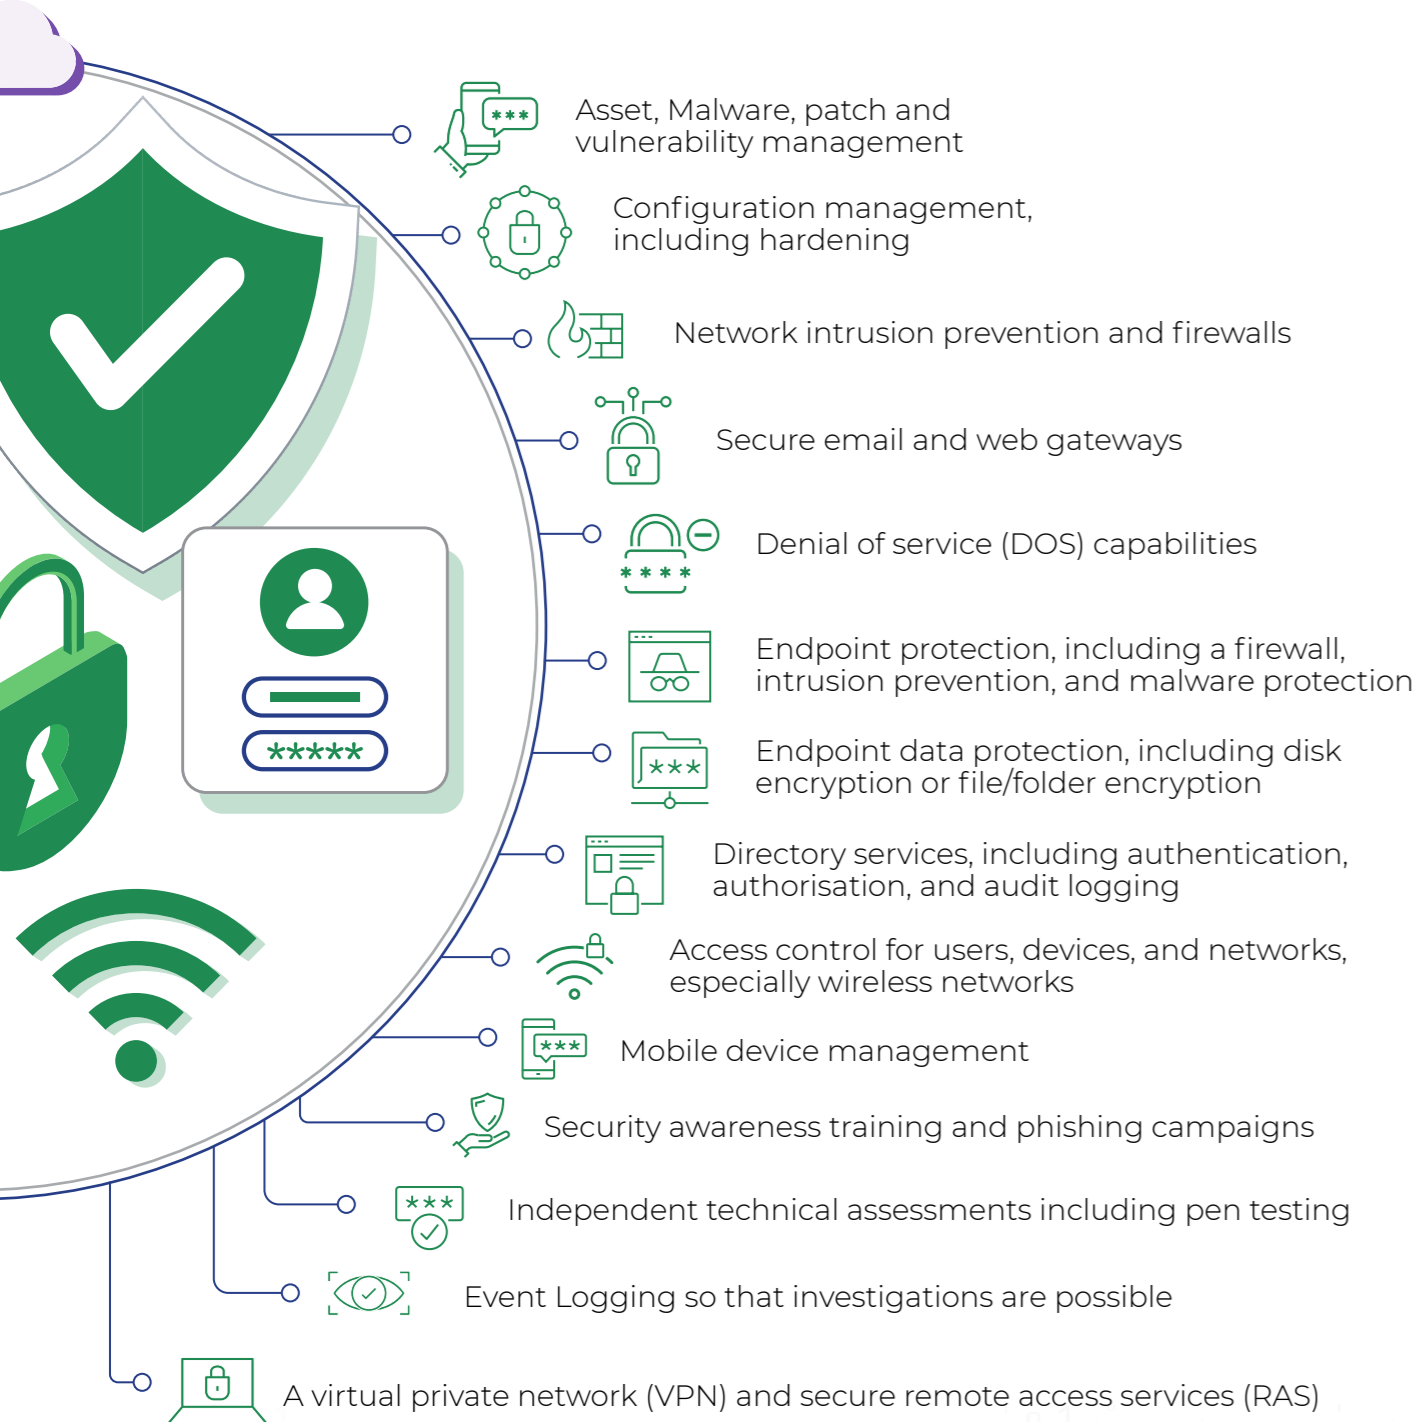 Asset, Malware, patch and
vulnerability management
Configuration management,
including hardening
Network intrusion prevention and firewalls
Secure email and web gateways
Denial of service (DOS) capabilities
Endpoint protection, including a firewall,
intrusion prevention, and malware protection
Endpoint data protection, including disk
encryption or file/folder encryption
Directory services, including authentication,
authorisation, and audit logging
Access control for users, devices, and networks,
especially wireless networks
Mobile device management
Security awareness training and phishing campaigns
Independent technical assessments including pen testing
Event Logging so that investigations are possible
A virtual private network (VPN) and secure remote access services (RAS)